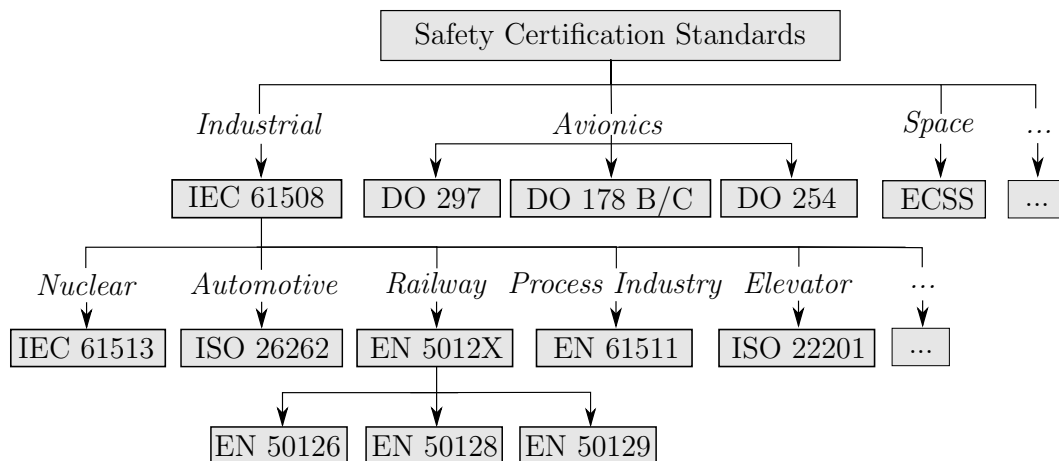 Safety Certification Standards
Industrial Avionics Space ...
IEC 61508 DO 297 DO 178 B/C DO 254 ECSS ...
Nuclear Automotive Railway Process Industry Elevator ...
IEC 61513 ISO 26262 EN 5012X EN 61511 ISO 22201 ...
EN 50126 EN 50128 EN 50129